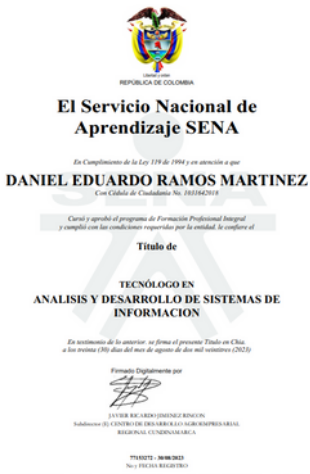 Libertad y orden
REPÚBLICA DE COLOMBIA
El Servicio Nacional de
Aprendizaje SENA
En Cumplimiento de la Ley 119 de 1994 y en atención a que
DANIEL EDUARDO RAMOS MARTINEZ
Con Cédula de Ciudadania No. 1031642018
Cursó y aprobó el programa de Formación Profesional Integral
y cumplió con las condiciones requeridas por la entidad, le confiere el
Título de
TECNÓLOGO EN
ANALISIS Y DESARROLLO DE SISTEMAS DE
INFORMACION
En testimonio de lo anterior, se firma el presente Título en Chía,
a los treinta (30) días del mes de agosto de dos mil veintitres (2023)
Firmado Digitalmente por
JAVIER RICARDO JIMENEZ RINCON
Subdirector (E) CENTRO DE DESARROLLO AGROEMPRESARIAL
REGIONAL CUNDINAMARCA
77153272 - 30/08/2023
No y FECHA REGISTRO